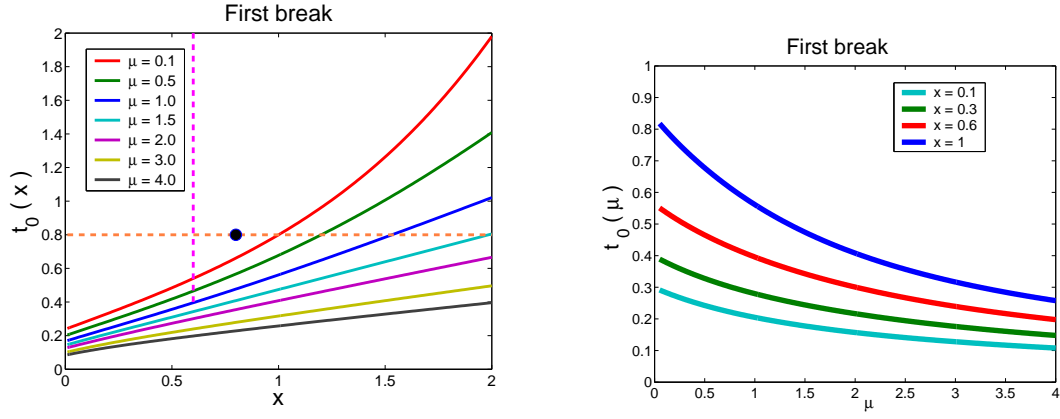 First break
2
1.8
1.6
1.4
1.2
1
0.8
0.6
0.4
0.2
0
t0 ( x )
μ = 0.1
μ = 0.5
μ = 1.0
μ = 1.5
μ = 2.0
μ = 3.0
μ = 4.0
0 0.5 1 1.5 2
x
First break
1
0.9
0.8
0.7
0.6
0.5
0.4
0.3
0.2
0.1
0
t0 ( μ )
x = 0.1
x = 0.3
x = 0.6
x = 1
0 0.5 1 1.5 2 2.5 3 3.5 4
μ